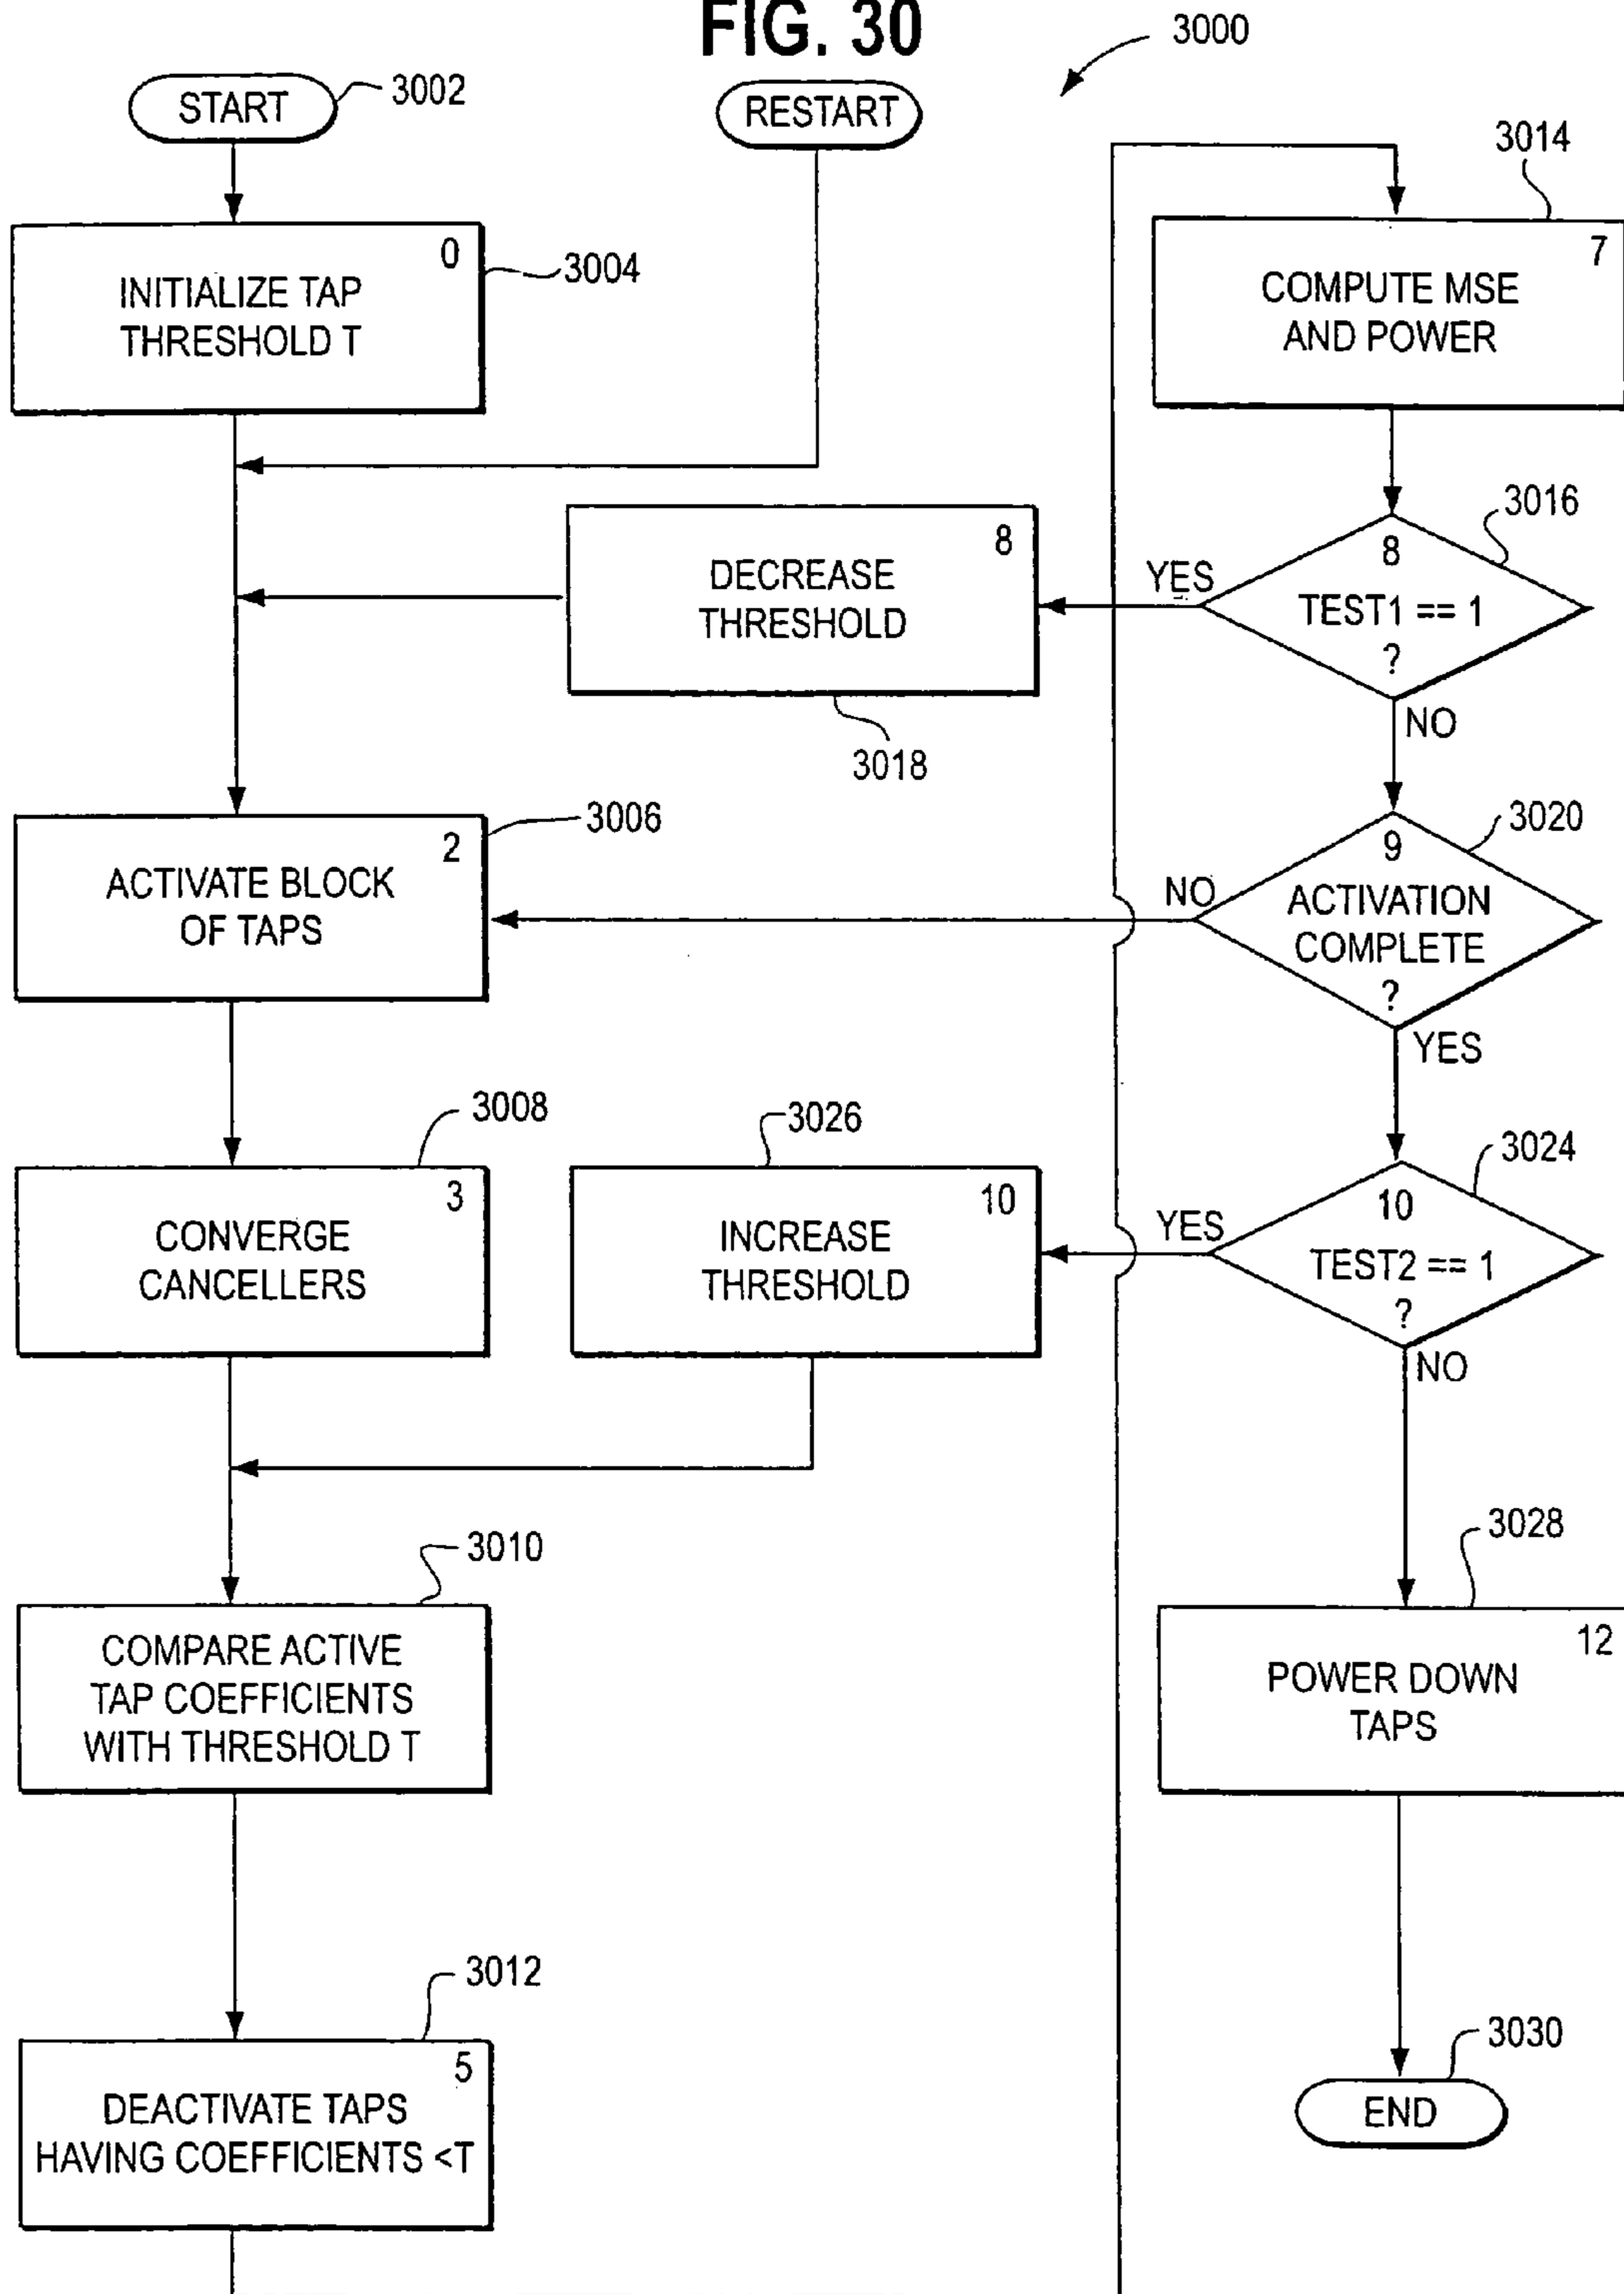 FIG. 30
3000
START
3002
RESTART
0
INITIALIZE TAP
THRESHOLD T
3004
3014
7
COMPUTE MSE
AND POWER
8
DECREASE
THRESHOLD
3018
3016
8
TEST1 == 1
?
YES
NO
2
ACTIVATE BLOCK
OF TAPS
3006
3020
9
ACTIVATION
COMPLETE
?
NO
YES
3008
3
CONVERGE
CANCELLERS
3026
10
INCREASE
THRESHOLD
3024
10
TEST2 == 1
?
YES
NO
3010
COMPARE ACTIVE
TAP COEFFICIENTS
WITH THRESHOLD T
3028
12
POWER DOWN
TAPS
3012
5
DEACTIVATE TAPS
HAVING COEFFICIENTS <T
3030
END